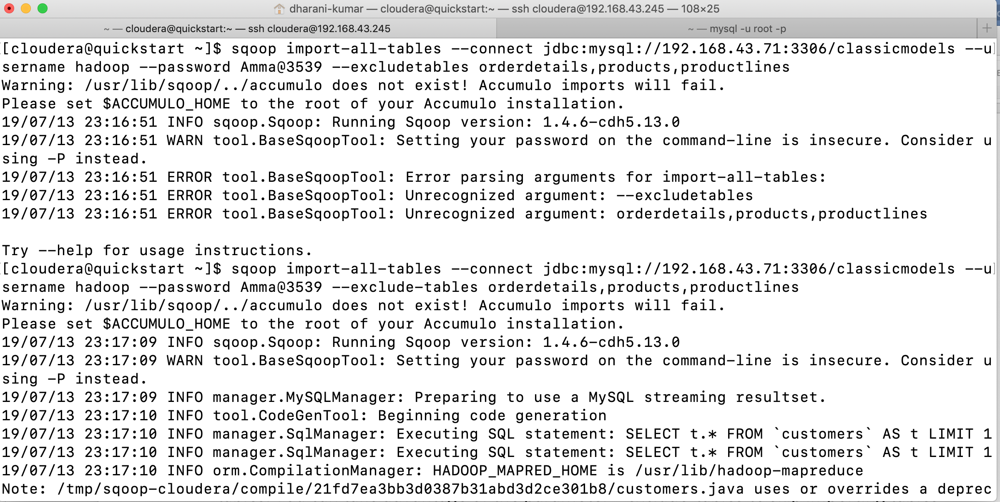 dharani-kumar — cloudera@quickstart:~ — ssh cloudera@192.168.43.245 — 108×25
~ — cloudera@quickstart:~ — ssh cloudera@192.168.43.245
~ — mysql -u root -p
[cloudera@quickstart ~]$ sqoop import-all-tables --connect jdbc:mysql://192.168.43.71:3306/classicmodels --u]
sername hadoop --password Amma@3539 --excludetables orderdetails,products,productlines
Warning: /usr/lib/sqoop/../accumulo does not exist! Accumulo imports will fail.
Please set $ACCUMULO_HOME to the root of your Accumulo installation.
19/07/13 23:16:51 INFO sqoop.Sqoop: Running Sqoop version: 1.4.6-cdh5.13.0
19/07/13 23:16:51 WARN tool.BaseSqoopTool: Setting your password on the command-line is insecure. Consider u
sing -P instead.
19/07/13 23:16:51 ERROR tool.BaseSqoopTool: Error parsing arguments for import-all-tables:
19/07/13 23:16:51 ERROR tool.BaseSqoopTool: Unrecognized argument: --excludetables
19/07/13 23:16:51 ERROR tool.BaseSqoopTool: Unrecognized argument: orderdetails,products,productlines
Try --help for usage instructions.
[cloudera@quickstart ~]$ sqoop import-all-tables --connect jdbc:mysql://192.168.43.71:3306/classicmodels --u]
sername hadoop --password Amma@3539 --exclude-tables orderdetails,products,productlines
Warning: /usr/lib/sqoop/../accumulo does not exist! Accumulo imports will fail.
Please set $ACCUMULO_HOME to the root of your Accumulo installation.
19/07/13 23:17:09 INFO sqoop.Sqoop: Running Sqoop version: 1.4.6-cdh5.13.0
19/07/13 23:17:09 WARN tool.BaseSqoopTool: Setting your password on the command-line is insecure. Consider u
sing -P instead.
19/07/13 23:17:09 INFO manager.MySQLManager: Preparing to use a MySQL streaming resultset.
19/07/13 23:17:10 INFO tool.CodeGenTool: Beginning code generation
19/07/13 23:17:10 INFO manager.SqlManager: Executing SQL statement: SELECT t.* FROM `customers` AS t LIMIT 1
19/07/13 23:17:10 INFO manager.SqlManager: Executing SQL statement: SELECT t.* FROM `customers` AS t LIMIT 1
19/07/13 23:17:10 INFO orm.CompilationManager: HADOOP_MAPRED_HOME is /usr/lib/hadoop-mapreduce
Note: /tmp/sqoop-cloudera/compile/21fd7ea3bb3d0387b31abd3d2ce301b8/customers.java uses or overrides a deprec